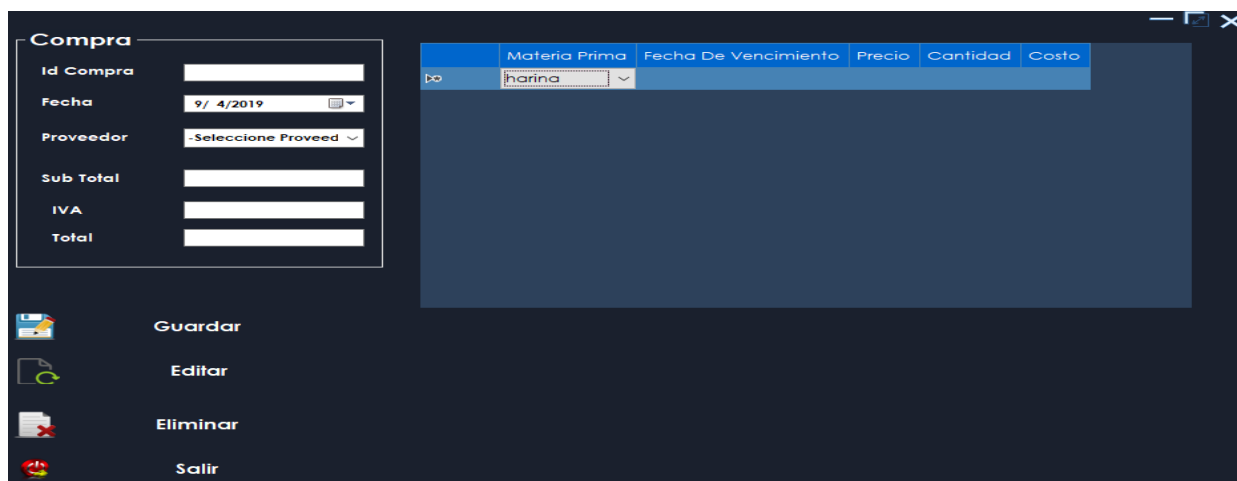 Compra
Id Compra
Fecha 9/ 4/2019
Proveedor -Seleccione Proveed
Sub Total
IVA
Total
Materia Prima Fecha De Vencimiento Precio Cantidad Costo
harina
Guardar
Editar
Eliminar
Salir